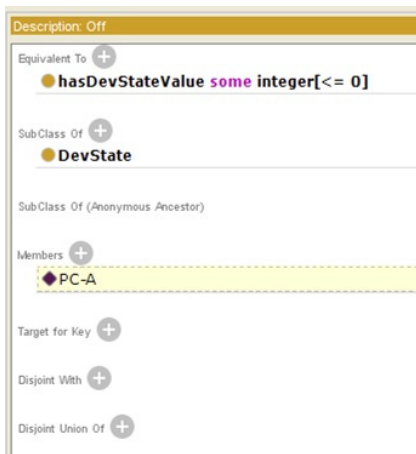 Description: Off
Equivalent To
hasDevStateValue some integer[<= 0]
SubClass Of
DevState
SubClass Of (Anonymous Ancestor)
Members
PC-A
Target for Key
Disjoint With
Disjoint Union Of